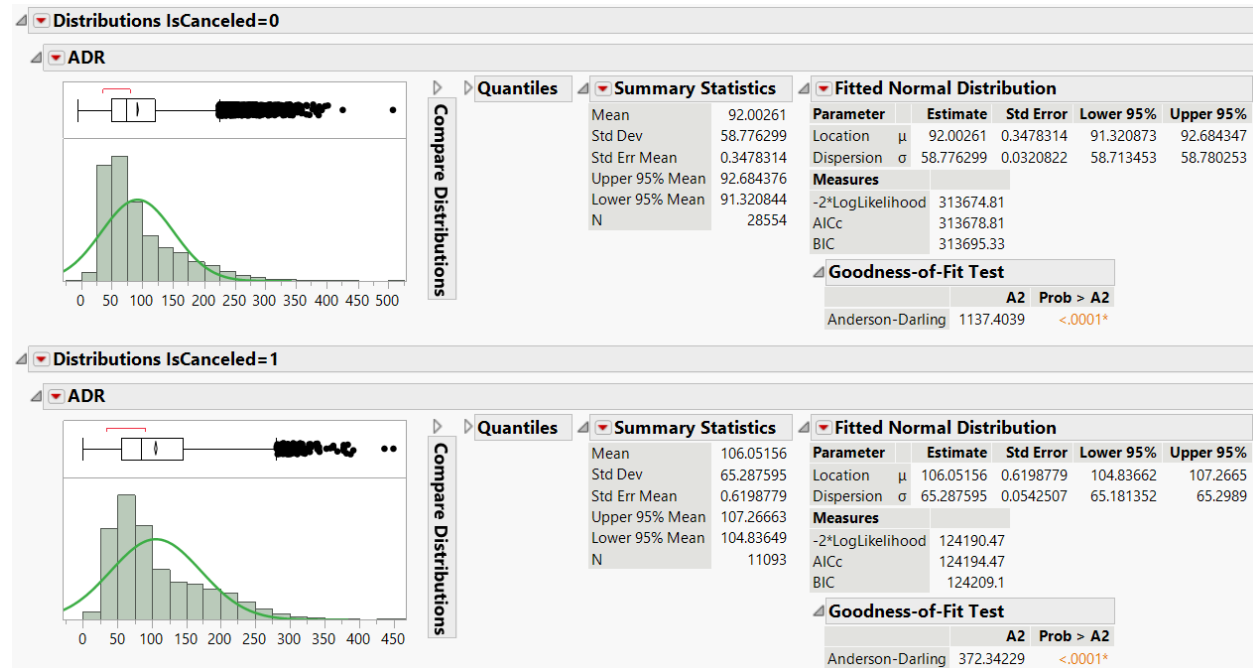 Distributions IsCanceled=0
ADR
Compare Distributions
Quantiles
Summary Statistics
Mean 92.00261
Std Dev 58.776299
Std Err Mean 0.3478314
Upper 95% Mean 92.684376
Lower 95% Mean 91.320844
N 28554
Fitted Normal Distribution
Parameter Estimate Std Error Lower 95% Upper 95%
Location μ 92.00261 0.3478314 91.320873 92.684347
Dispersion σ 58.776299 0.0320822 58.713453 58.780253
Measures
-2*LogLikelihood 313674.81
AICc 313678.81
BIC 313695.33
Goodness-of-Fit Test
A2 Prob > A2
Anderson-Darling 1137.4039 <.0001*
0 50 100 150 200 250 300 350 400 450 500
Distributions IsCanceled=1
ADR
Compare Distributions
Quantiles
Summary Statistics
Mean 106.05156
Std Dev 65.287595
Std Err Mean 0.6198779
Upper 95% Mean 107.26663
Lower 95% Mean 104.83649
N 11093
Fitted Normal Distribution
Parameter Estimate Std Error Lower 95% Upper 95%
Location μ 106.05156 0.6198779 104.83662 107.2665
Dispersion σ 65.287595 0.0542507 65.181352 65.2989
Measures
-2*LogLikelihood 124190.47
AICc 124194.47
BIC 124209.1
Goodness-of-Fit Test
A2 Prob > A2
Anderson-Darling 372.34229 <.0001*
0 50 100 150 200 250 300 350 400 450